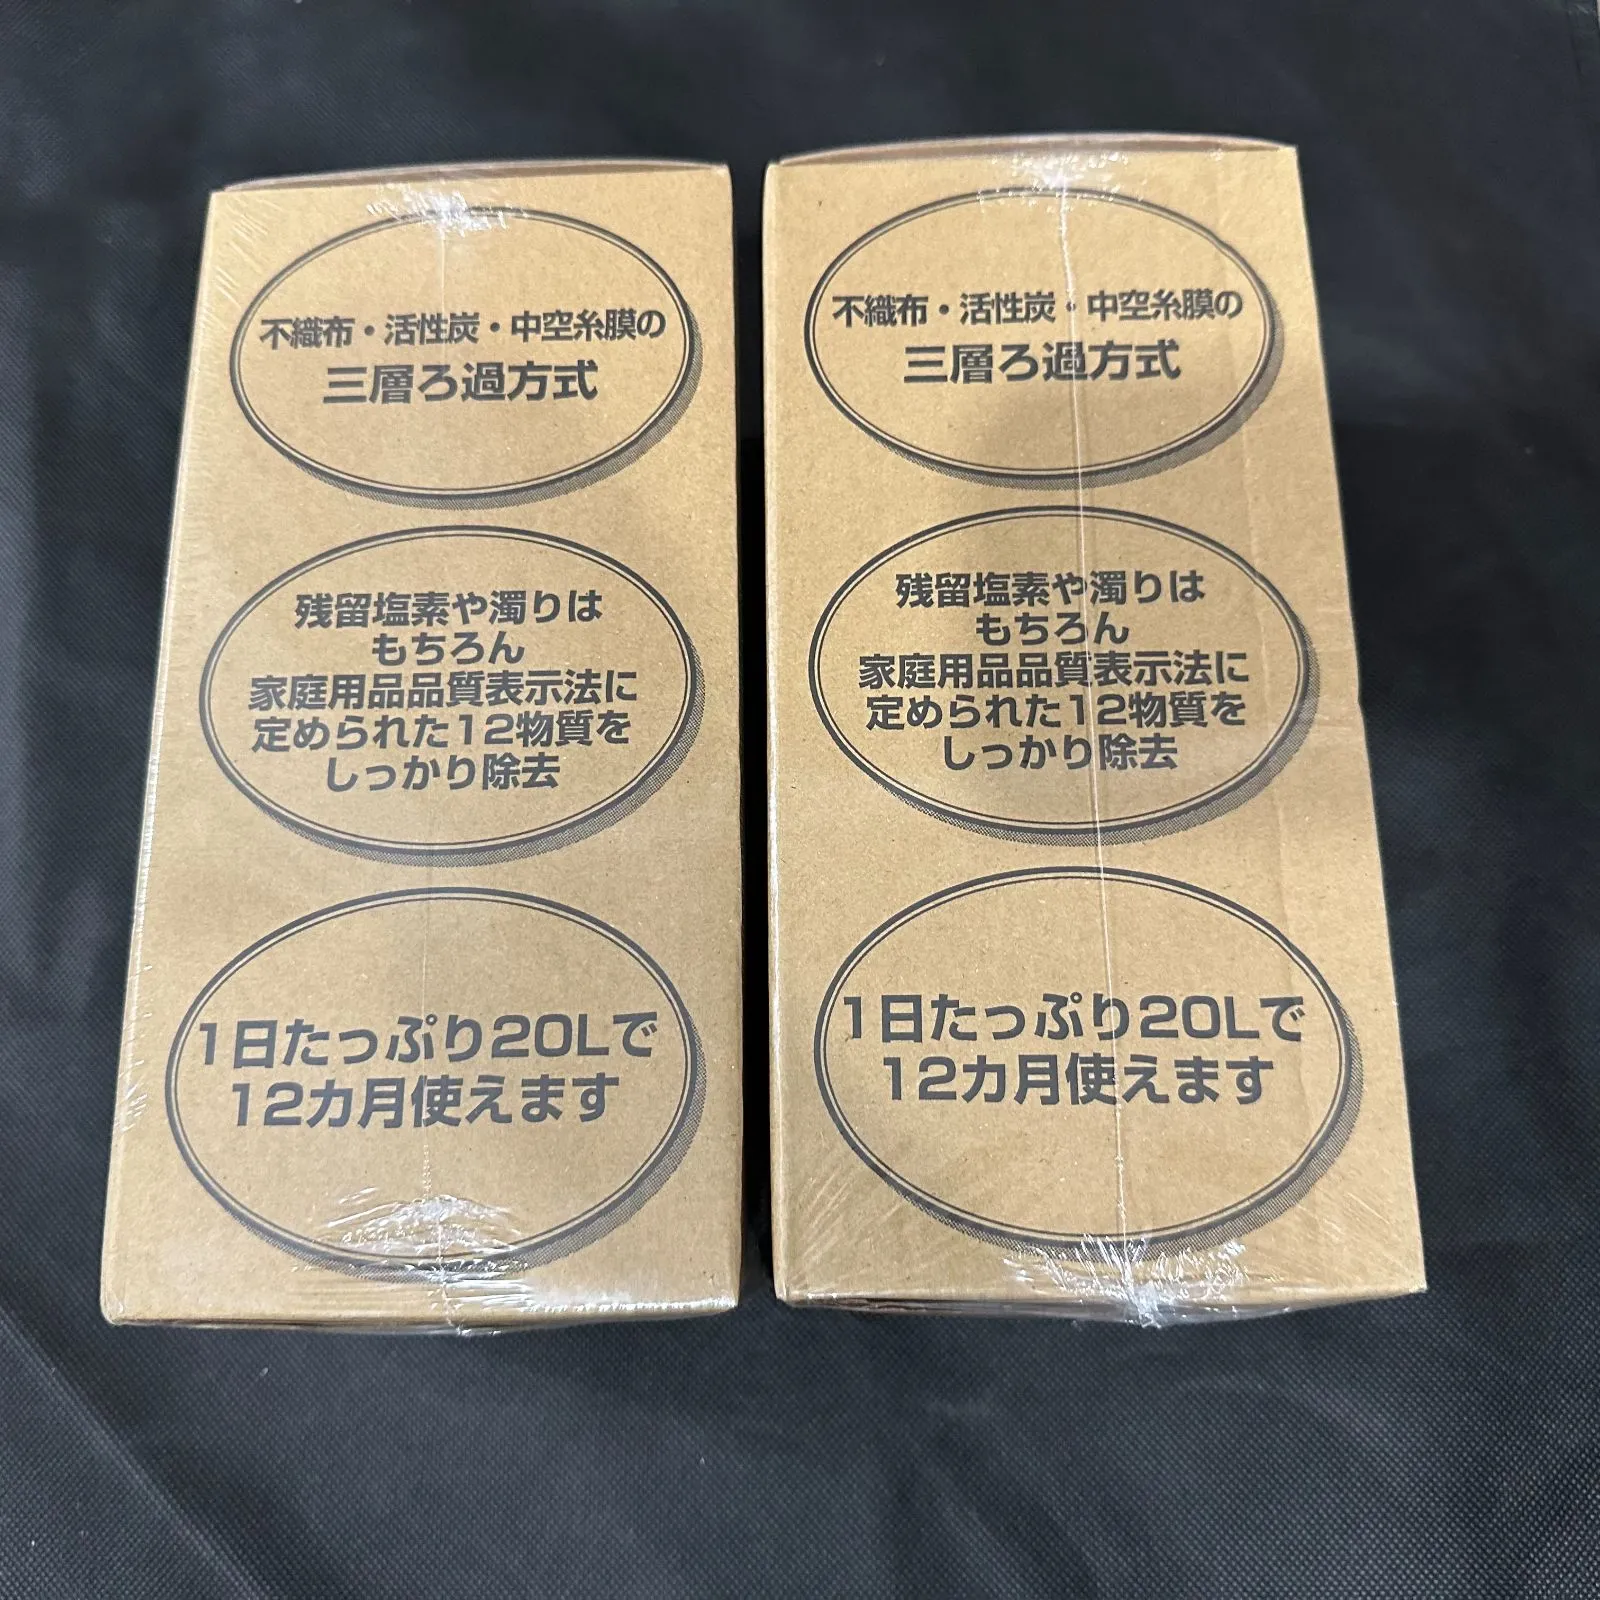 不織布・活性炭・中空糸膜の
三層ろ過方式
残留塩素や濁りは
もちろん
家庭用品品質表示法に
定められた12物質を
しっかり除去
1日たっぷり20Lで
12カ月使えます
不織布・活性炭・中空糸膜の
三層ろ過方式
残留塩素や濁りは
もちろん
家庭用品品質表示法に
定められた12物質を
しっかり除去
1日たっぷり20Lで
12カ月使えます